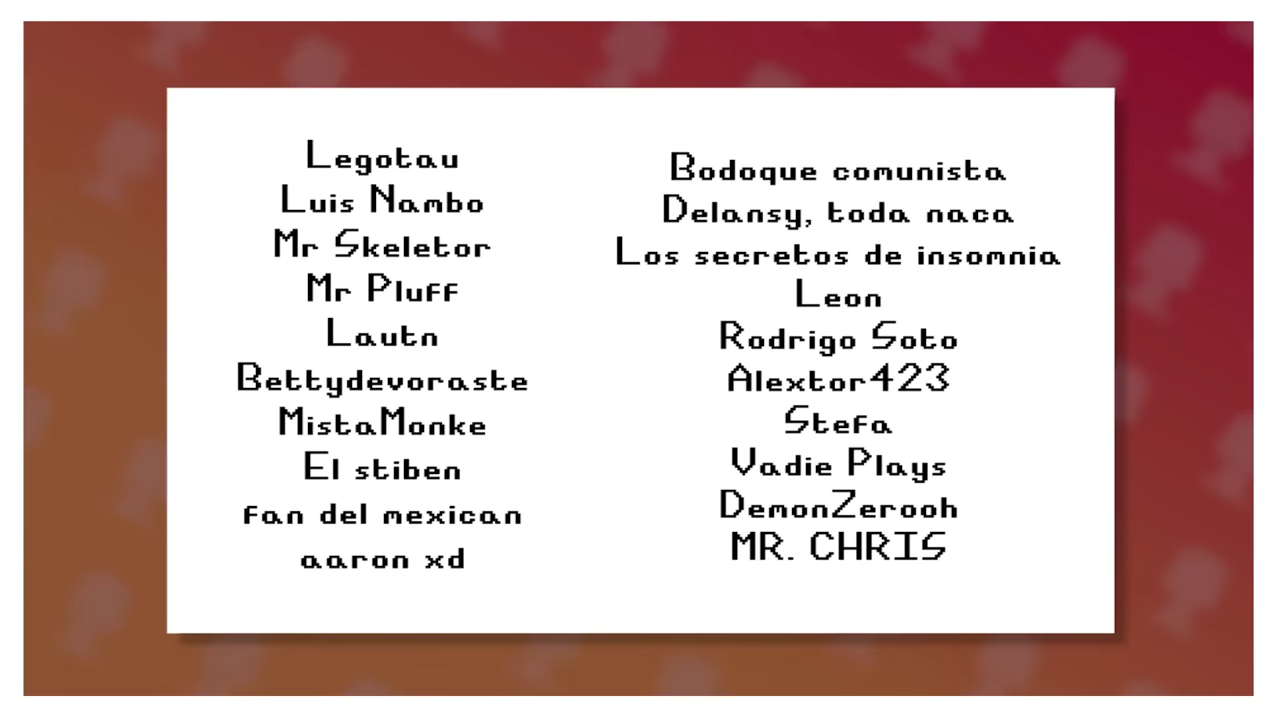 Legotau
Luis Nambo
Mr Skeletor
Mr Pluff
Lautn
Bettydevoraste
MistaMonke
El stiben
fan del mexican
aaron xd
Bodoque comunista
Delansy, toda naca
Los secretos de insomnia
Leon
Rodrigo Soto
Alextor423
Stefa
Vadie Plays
DemonZerooh
MR. CHRIS